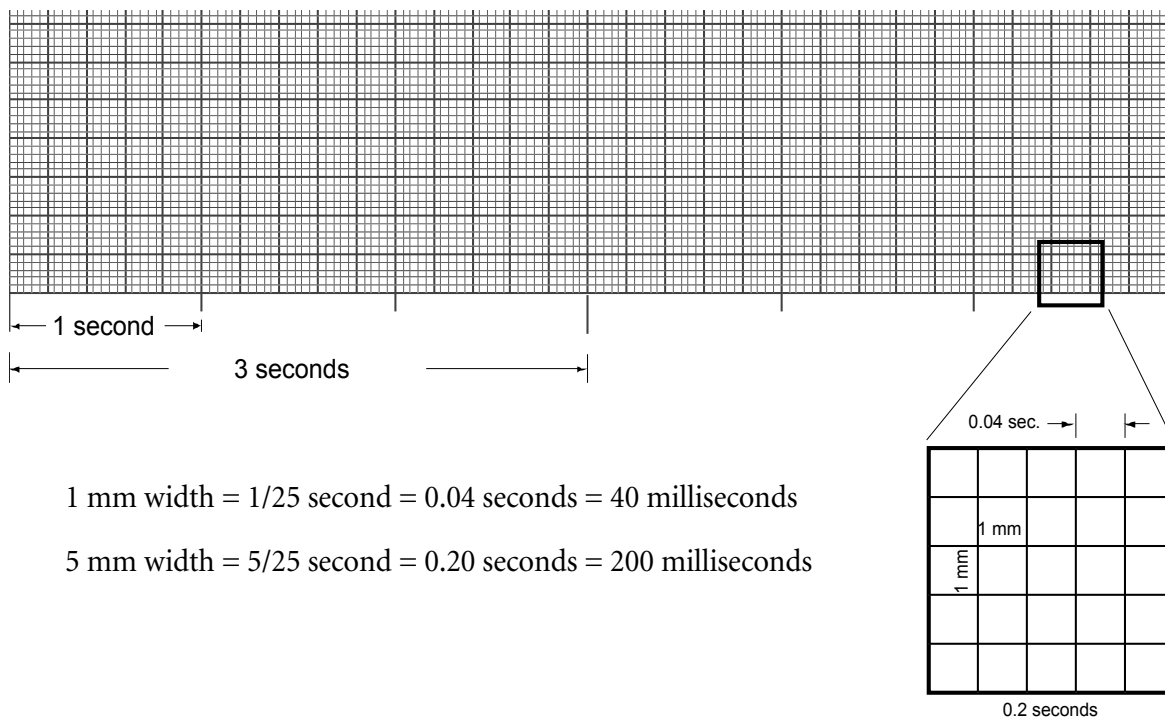 1 second
3 seconds
0.04 sec.
1 mm width = 1/25 second = 0.04 seconds = 40 milliseconds
1 mm
5 mm width = 5/25 second = 0.20 seconds = 200 milliseconds
1 mm
0.2 seconds